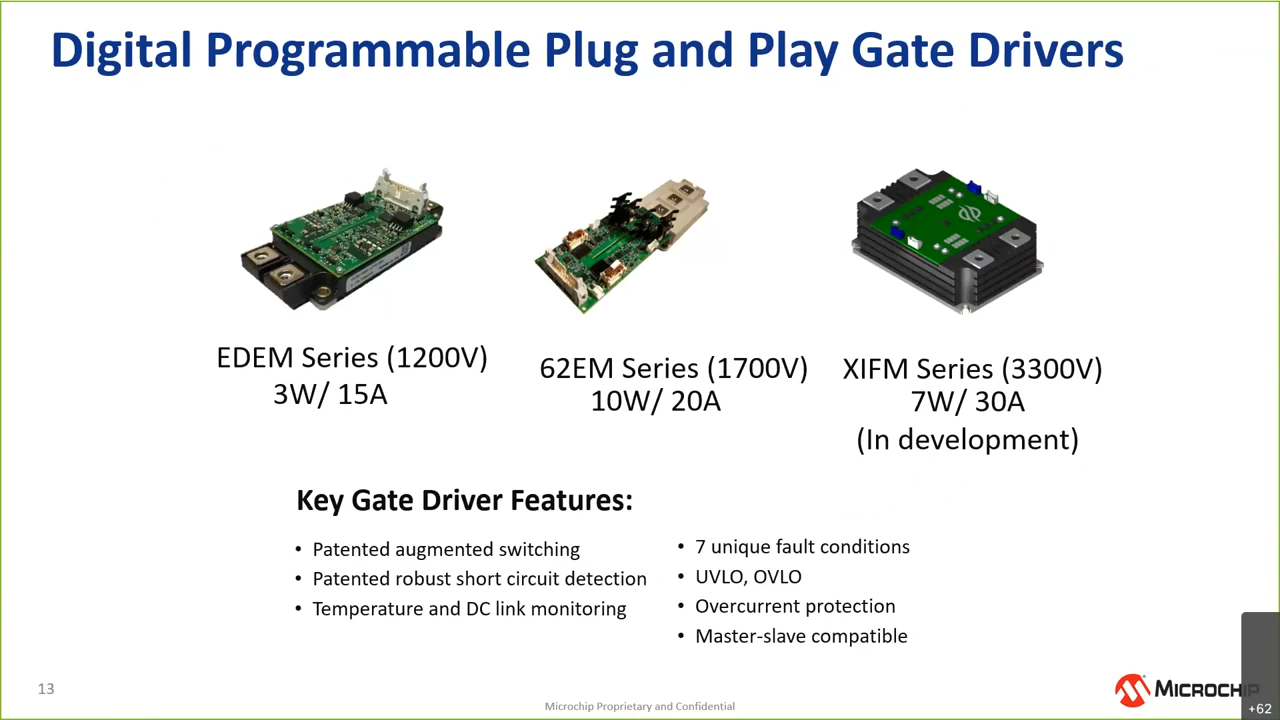 Digital Programmable Plug and Play Gate Drivers
EDEM Series (1200V)
3W/ 15A
62EM Series (1700V)
10W/ 20A
XIFM Series (3300V)
7W/ 30A
(In development)
Key Gate Driver Features:
• Patented augmented switching
• Patented robust short circuit detection
• Temperature and DC link monitoring
• 7 unique fault conditions
• UVLO, OVLO
• Overcurrent protection
• Master-slave compatible
13
Microchip Proprietary and Confidential
MICROCHIP
+62